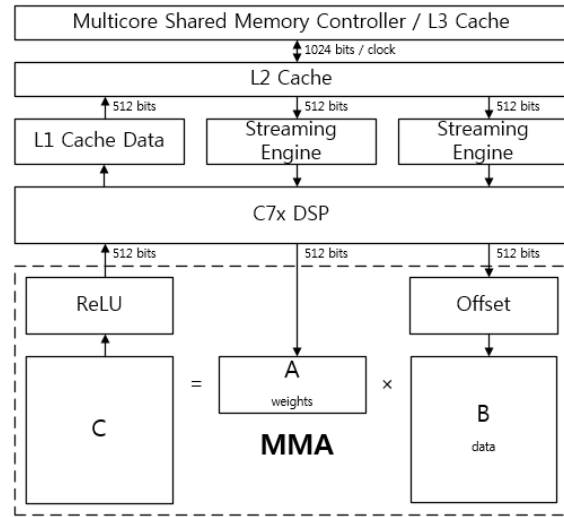 Multicore Shared Memory Controller / L3 Cache
1024 bits / clock
L2 Cache
512 bits
512 bits
512 bits
L1 Cache Data
Streaming
Engine
Streaming
Engine
C7x DSP
512 bits
512 bits
512 bits
ReLU
Offset
C
=
A
weights
×
B
data
MMA